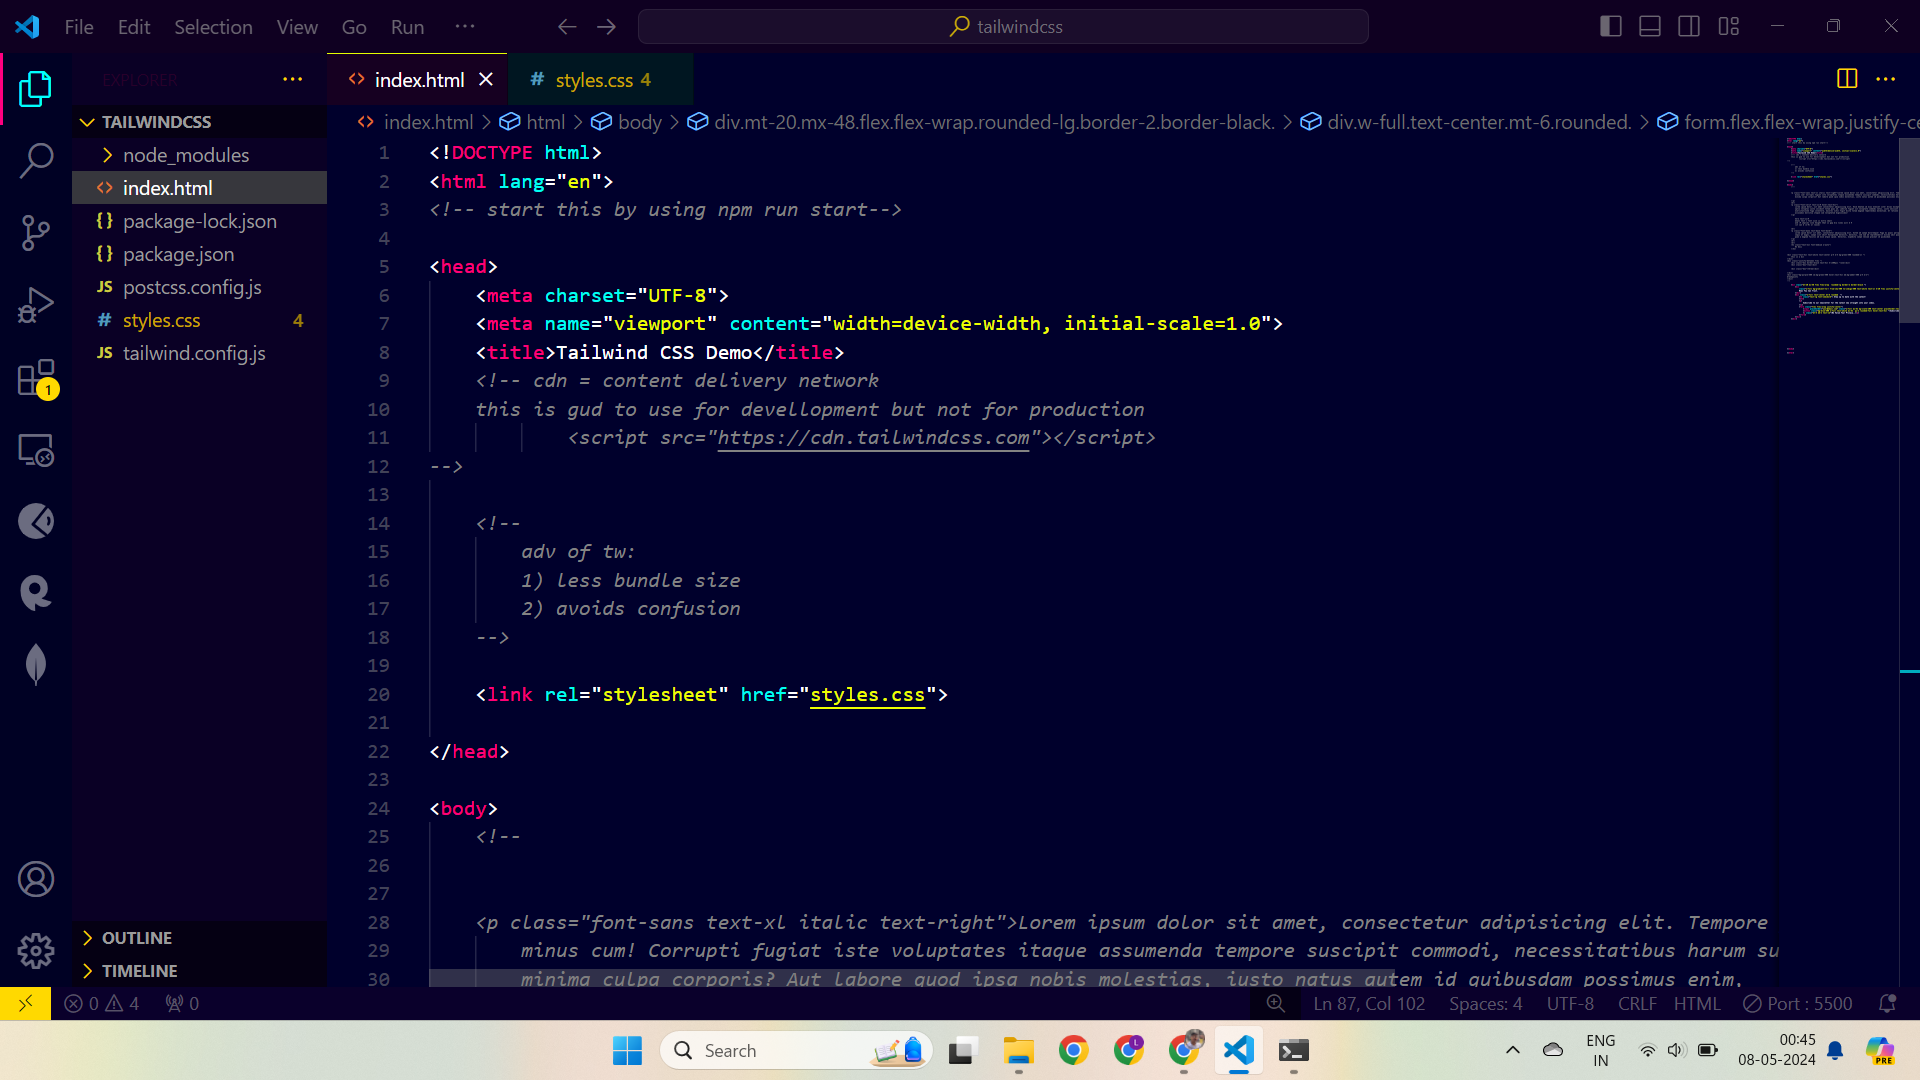 File Edit Selection View Go Run ···
tailwindcss
EXPLORER
TAILWINDCSS
node_modules
<> index.html
{} package-lock.json
{} package.json
JS postcss.config.js
# styles.css 4
JS tailwind.config.js
OUTLINE
TIMELINE
1
<> index.html ×
# styles.css 4
<> index.html > html > body > div.mt-20.mx-48.flex.flex-wrap.rounded-lg.border-2.border-black. > div.w-full.text-center.mt-6.rounded. > form.flex.flex-wrap.justify-ce
1 <!DOCTYPE html>
2 <html lang="en">
3 <!-- start this by using npm run start-->
4
5 <head>
6 <meta charset="UTF-8">
7 <meta name="viewport" content="width=device-width, initial-scale=1.0">
8 <title>Tailwind CSS Demo</title>
9 <!-- cdn = content delivery network
10 this is gud to use for devellopment but not for production
11 <script src="https://cdn.tailwindcss.com"></script>
12 -->
13
14 <!--
15 adv of tw:
16 1) less bundle size
17 2) avoids confusion
18 -->
19
20 <link rel="stylesheet" href="styles.css">
21
22 </head>
23
24 <body>
25 <!--
26
27
28 <p class="font-sans text-xl italic text-right">Lorem ipsum dolor sit amet, consectetur adipisicing elit. Tempore
29 minus cum! Corrupti fugiat iste voluptates itaque assumenda tempore suscipit commodi, necessitatibus harum su
30 minima culpa corporis? Aut labore quod ipsa nobis molestias, iusto natus autem id quibusdam possimus enim,
0 4 0 Ln 87, Col 102 Spaces: 4 UTF-8 CRLF HTML Port : 5500
Search
L
ENG
IN
00:45
08-05-2024
PRE